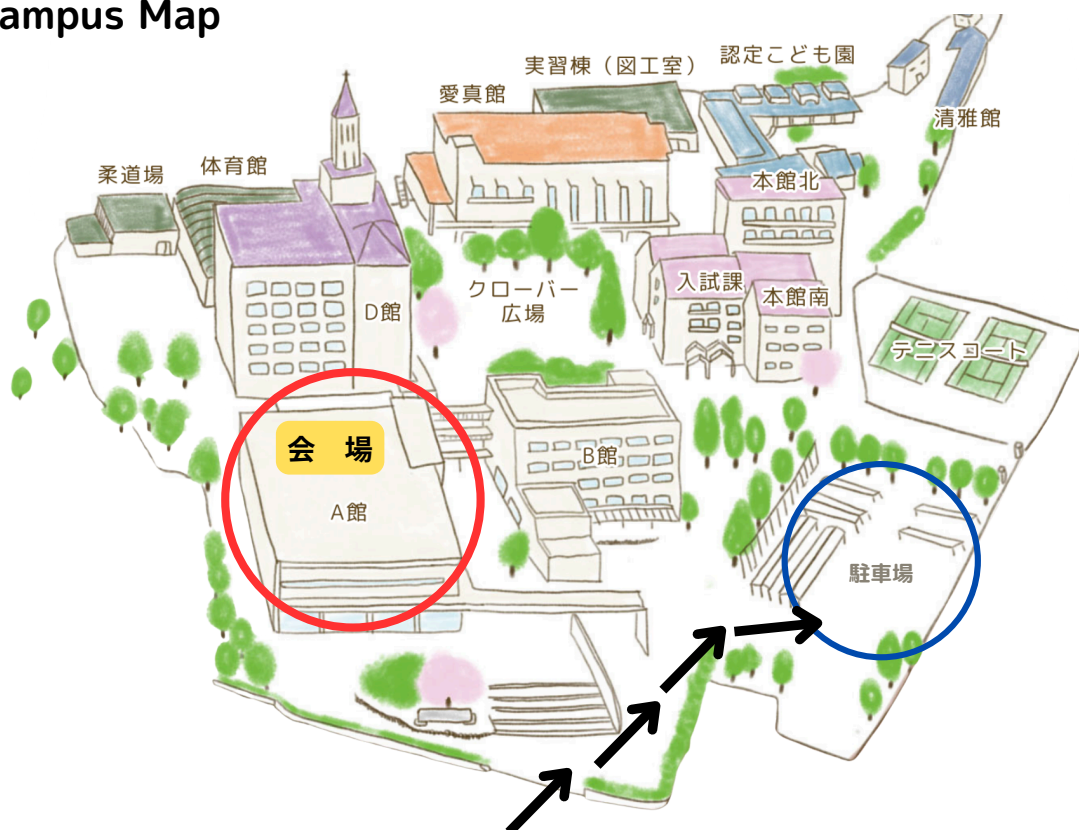 ampus Map
実習棟（図工室）
認定こども園
愛真館
清雅館
柔道場
体育館
本館北
入試課
本館南
D館
クローバー
広場
テニスコート
会　場
A館
B館
駐車場